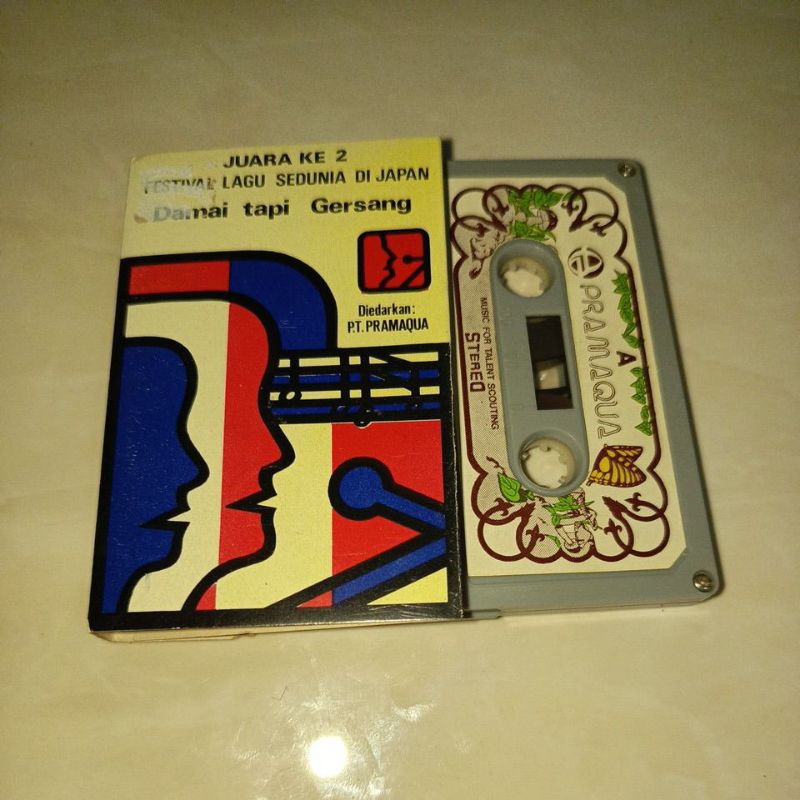 JUARA KE 2
FESTIVAL LAGU SEDUNIA DI JAPAN
Damai tapi Gersang
Diedarkan:
P.T. PRAMAQUA
A
PRAMAQUA
MUSIC FOR TALENT SCOUTING
STEREO